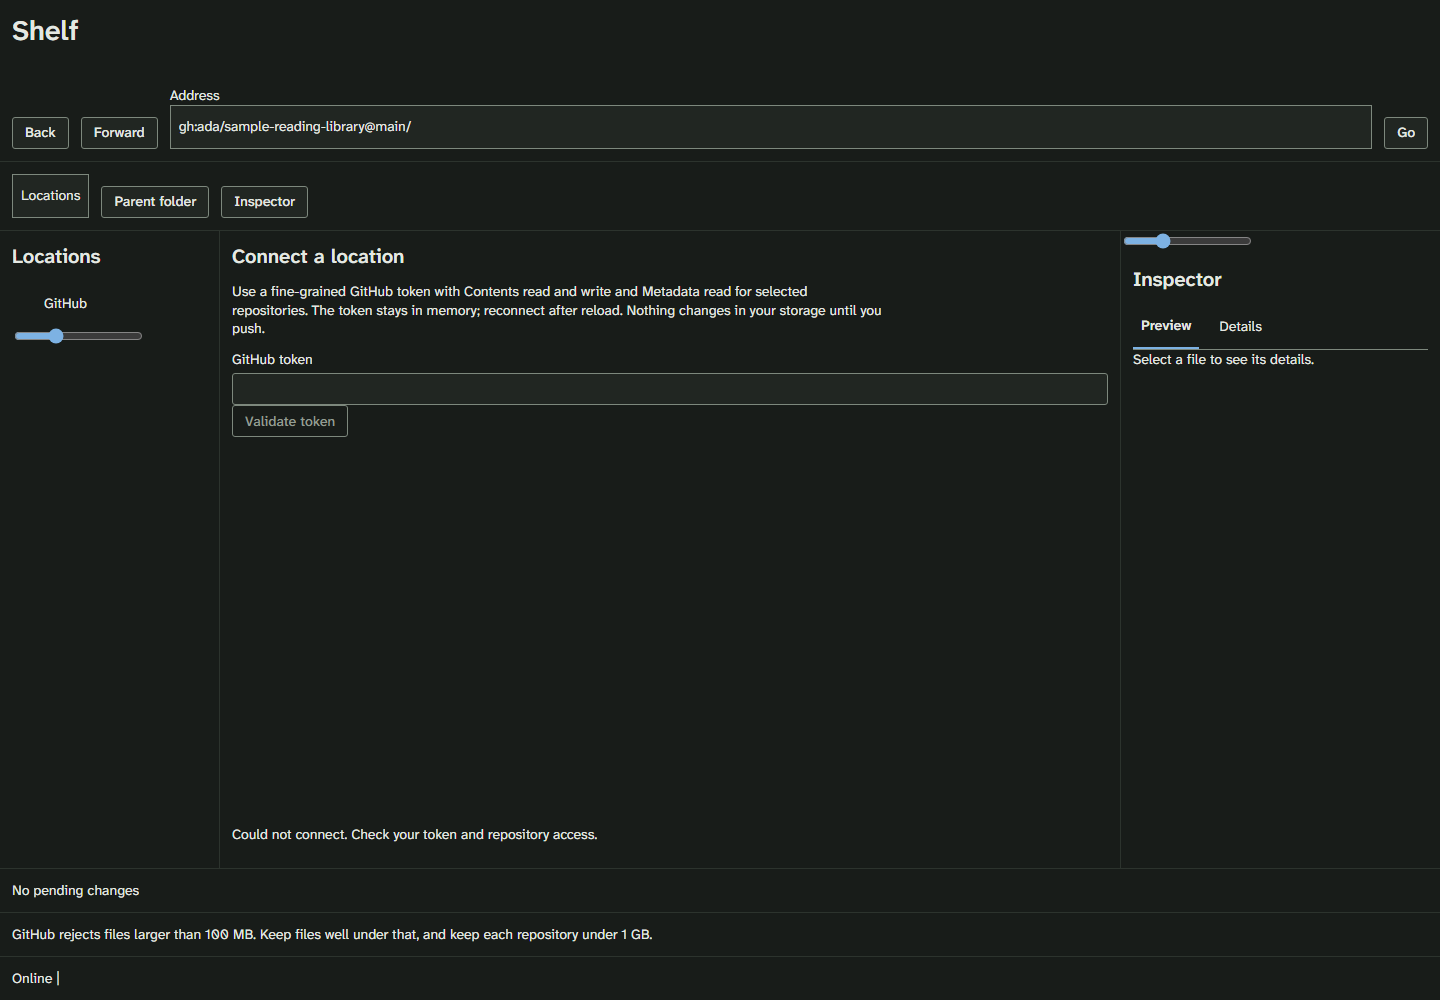 Shelf
Address
Back
Forward
gh:ada/sample-reading-library@main/
Go
Locations
Parent folder
Inspector
Locations
GitHub
Connect a location
Use a fine-grained GitHub token with Contents read and write and Metadata read for selected
repositories. The token stays in memory; reconnect after reload. Nothing changes in your storage until you
push.
GitHub token
Validate token
Could not connect. Check your token and repository access.
Inspector
Preview
Details
Select a file to see its details.
No pending changes
GitHub rejects files larger than 100 MB. Keep files well under that, and keep each repository under 1 GB.
Online |